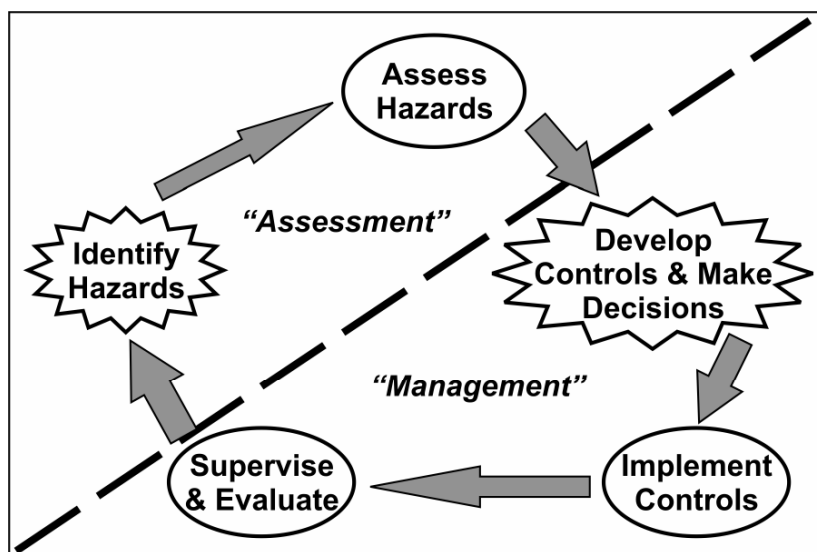 Assess
Hazards
“Assessment”
Identify
Hazards
Develop
Controls & Make
Decisions
“Management”
Supervise
& Evaluate
Implement
Controls